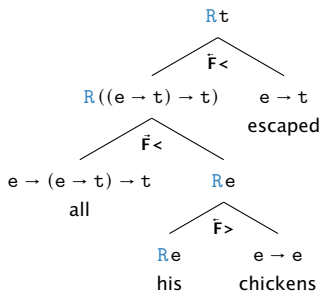 Rt
F⃖<
R((e → t) → t) e → t
escaped
F⃗<
e → (e → t) → t Re
all
F⃖>
Re e → e
his chickens